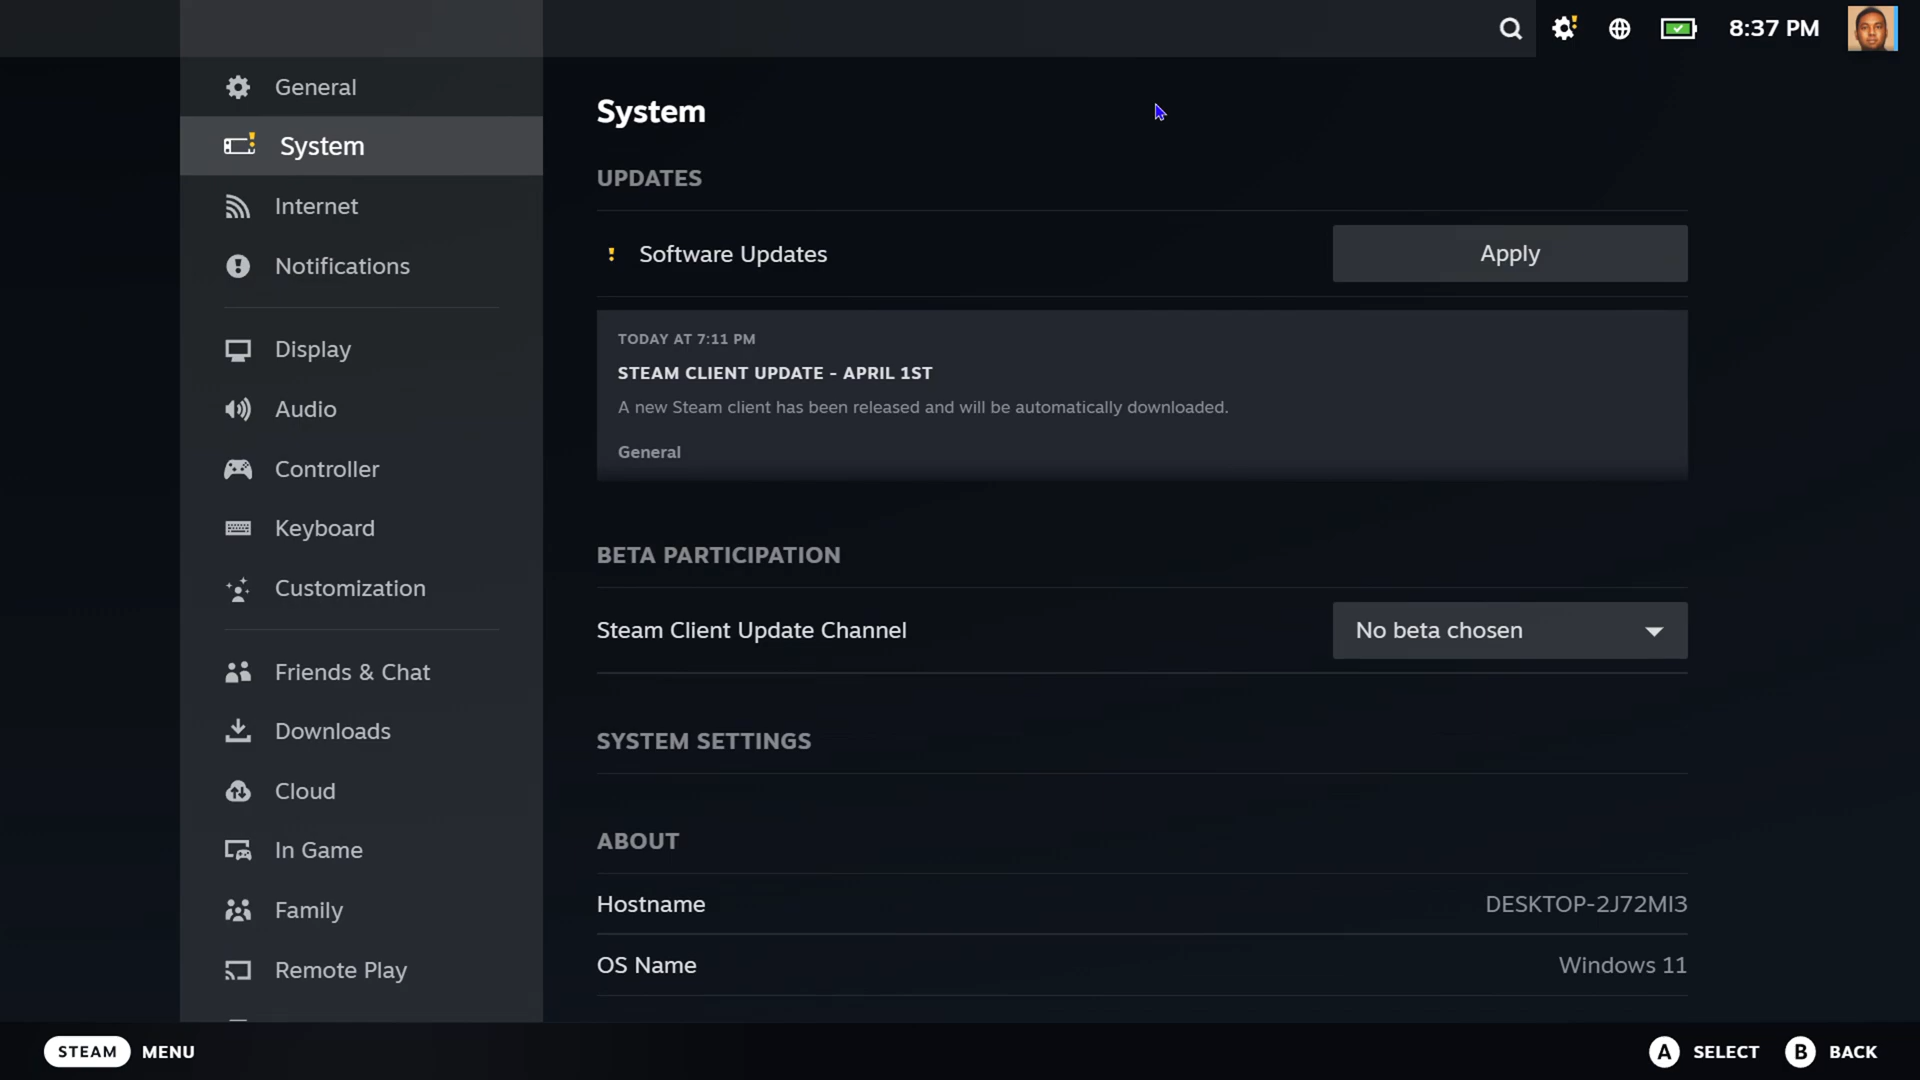 8:37 PM
General
System
Internet
Notifications
Display
Audio
Controller
Keyboard
Customization
Friends & Chat
Downloads
Cloud
In Game
Family
Remote Play
System
UPDATES
! Software Updates
Apply
TODAY AT 7:11 PM
STEAM CLIENT UPDATE - APRIL 1ST
A new Steam client has been released and will be automatically downloaded.
General
BETA PARTICIPATION
Steam Client Update Channel
No beta chosen
SYSTEM SETTINGS
ABOUT
Hostname
DESKTOP-2J72MI3
OS Name
Windows 11
STEAM MENU
A SELECT B BACK